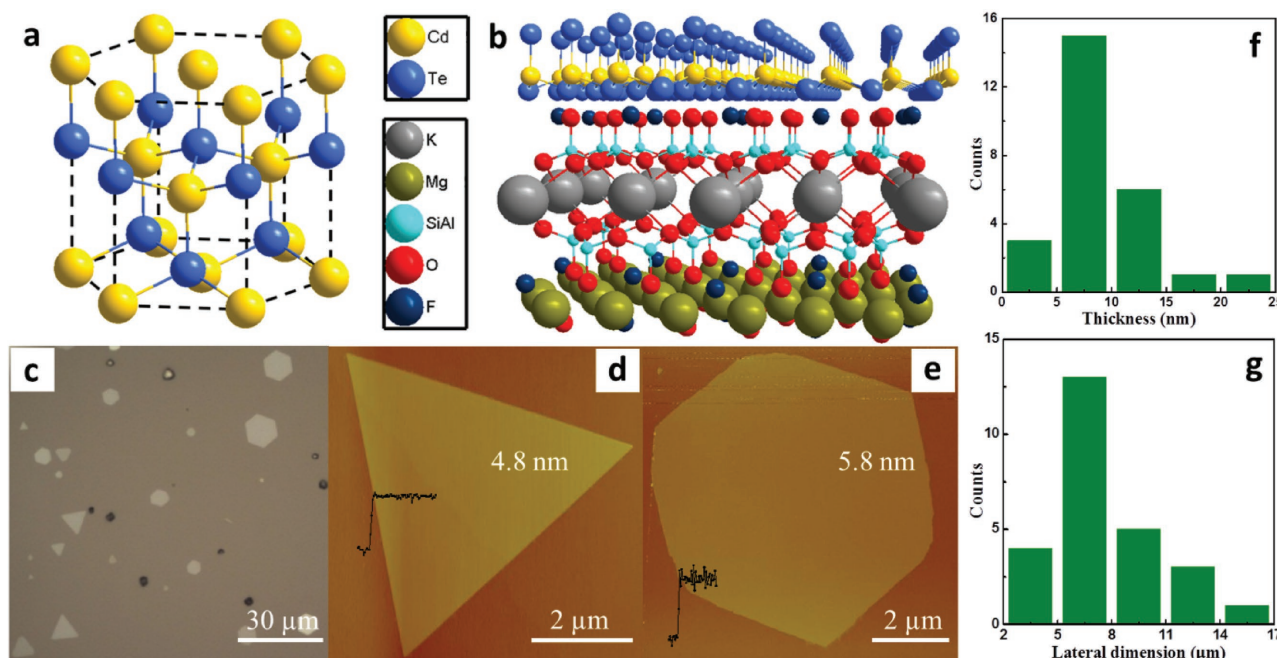 a
Cd
Te
K
Mg
SiAl
O
F
b
f
16
12
8
4
0
0 5 10 15 20 25
Counts
Thickness (nm)
c
30 µm
d
4.8 nm
2 µm
e
5.8 nm
2 µm
g
15
10
5
0
2 5 8 11 14 17
Counts
Lateral dimension (µm)